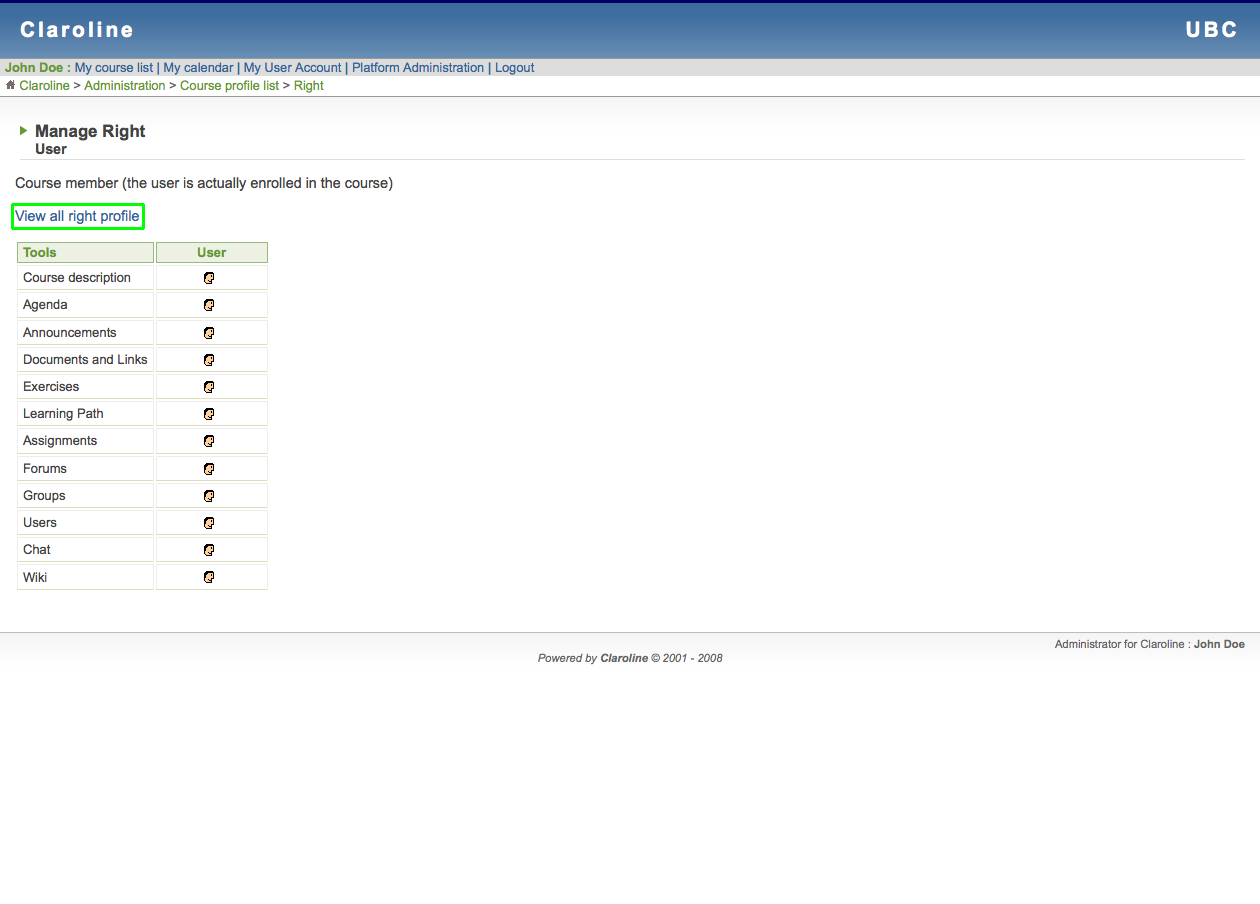 Claroline UBC
John Doe : My course list | My calendar | My User Account | Platform Administration | Logout
Claroline > Administration > Course profile list > Right
Manage Right
User
Course member (the user is actually enrolled in the course)
View all right profile
Tools User
Course description
Agenda
Announcements
Documents and Links
Exercises
Learning Path
Assignments
Forums
Groups
Users
Chat
Wiki
Administrator for Claroline : John Doe
Powered by Claroline © 2001 - 2008